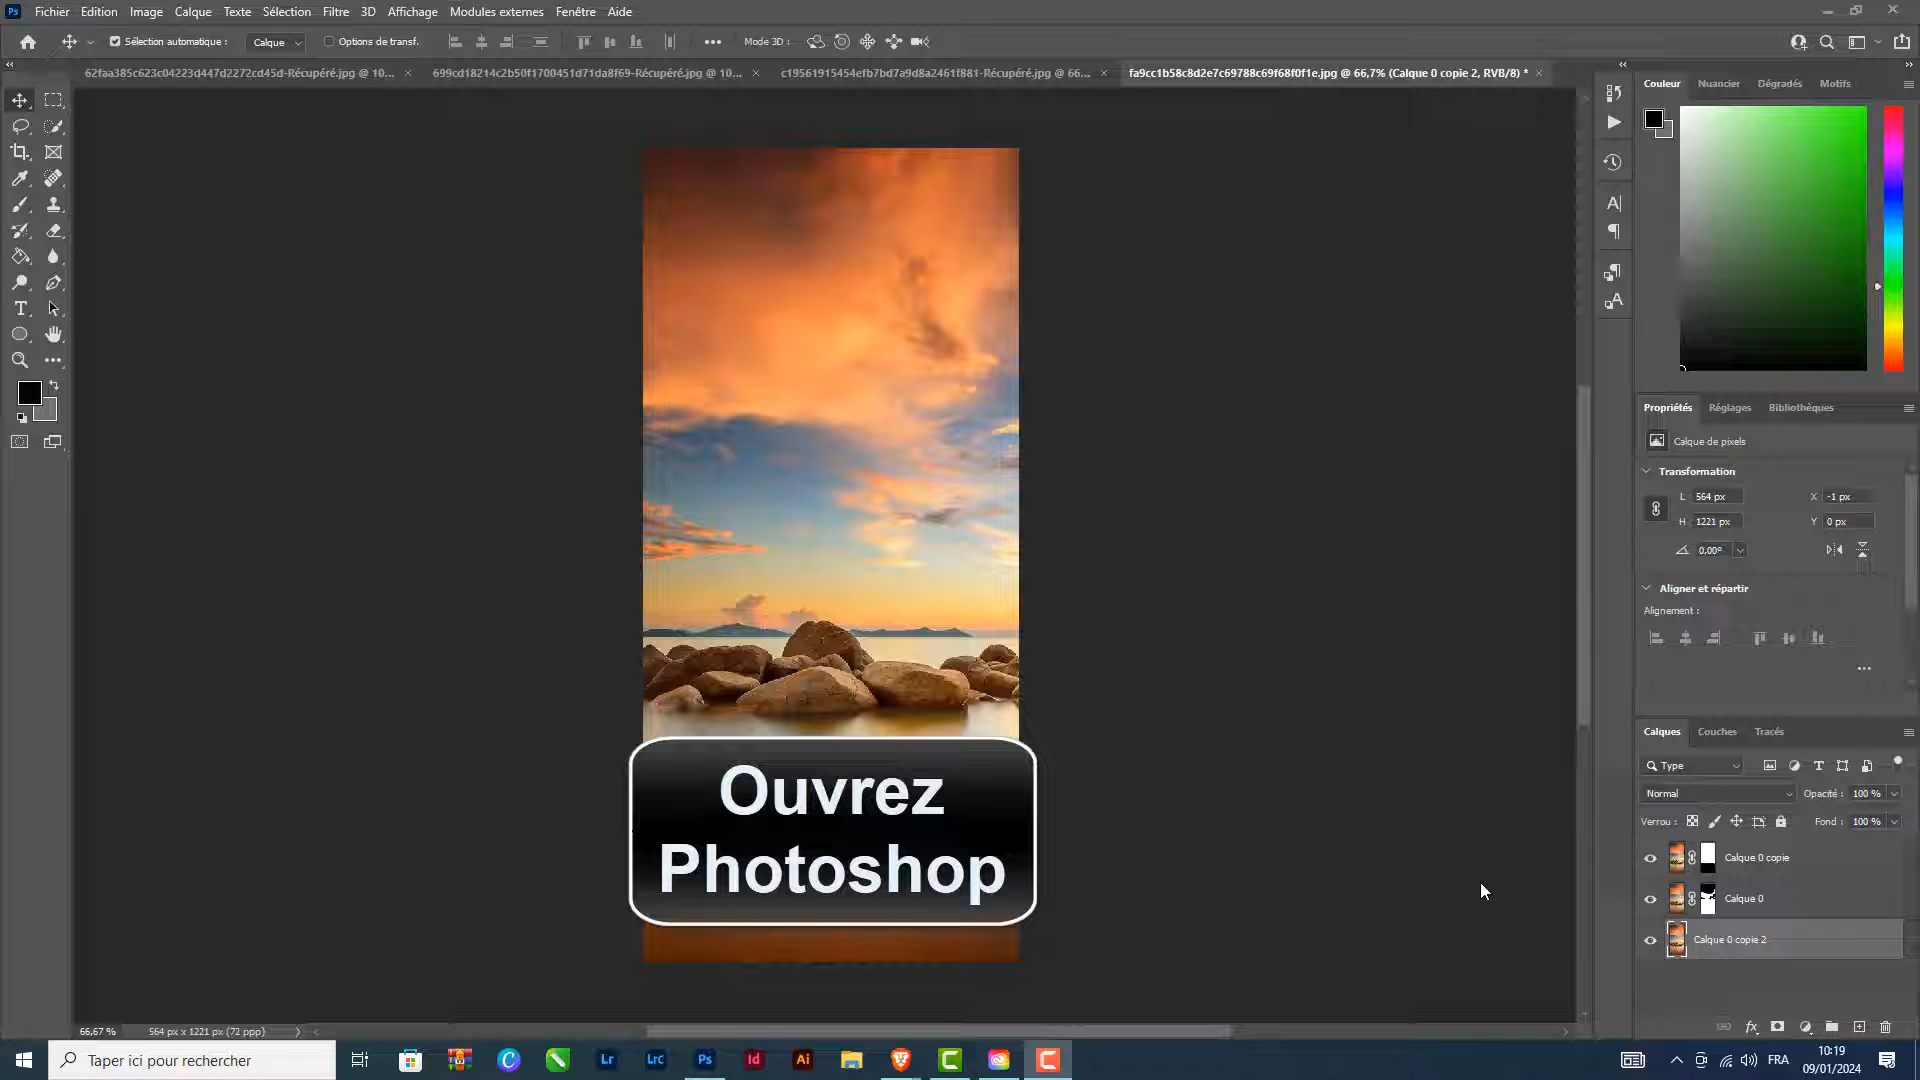 Fichier Edition Image Calque Texte Sélection Filtre 3D Affichage Modules externes Fenêtre Aide
Sélection automatique : Calque Options de transf. Mode 3D :
62faa385c623c04223d447d2272cd45d-Récupéré.jpg @ 10... 699cd18214c2b50f1700451d71da8f69-Récupéré.jpg @ 10... c19561915454efb7bd7a9d8a2461f881-Récupéré.jpg @ 66,... fa9cc1b58c8d2e7c69788c69f68f0f1e.jpg @ 66,7% (Calque 0 copie 2, RVB/8) *
Couleur Nuancier Dégradés Motifs
Propriétés Réglages Bibliothèques
Calque de pixels
Transformation
L 564 px X -1 px
H 1221 px Y 0 px
0,00°
Aligner et répartir
Alignement :
Calques Couches Tracés
Type
Normal Opacité : 100 %
Verrou : Fond : 100 %
Calque 0 copie
Calque 0
Calque 0 copie 2
Ouvrez
Photoshop
66,67 % 564 px x 1221 px (72 ppp)
Taper ici pour rechercher
Lr LrC Ps Id Ai
FRA
10:19
09/01/2024